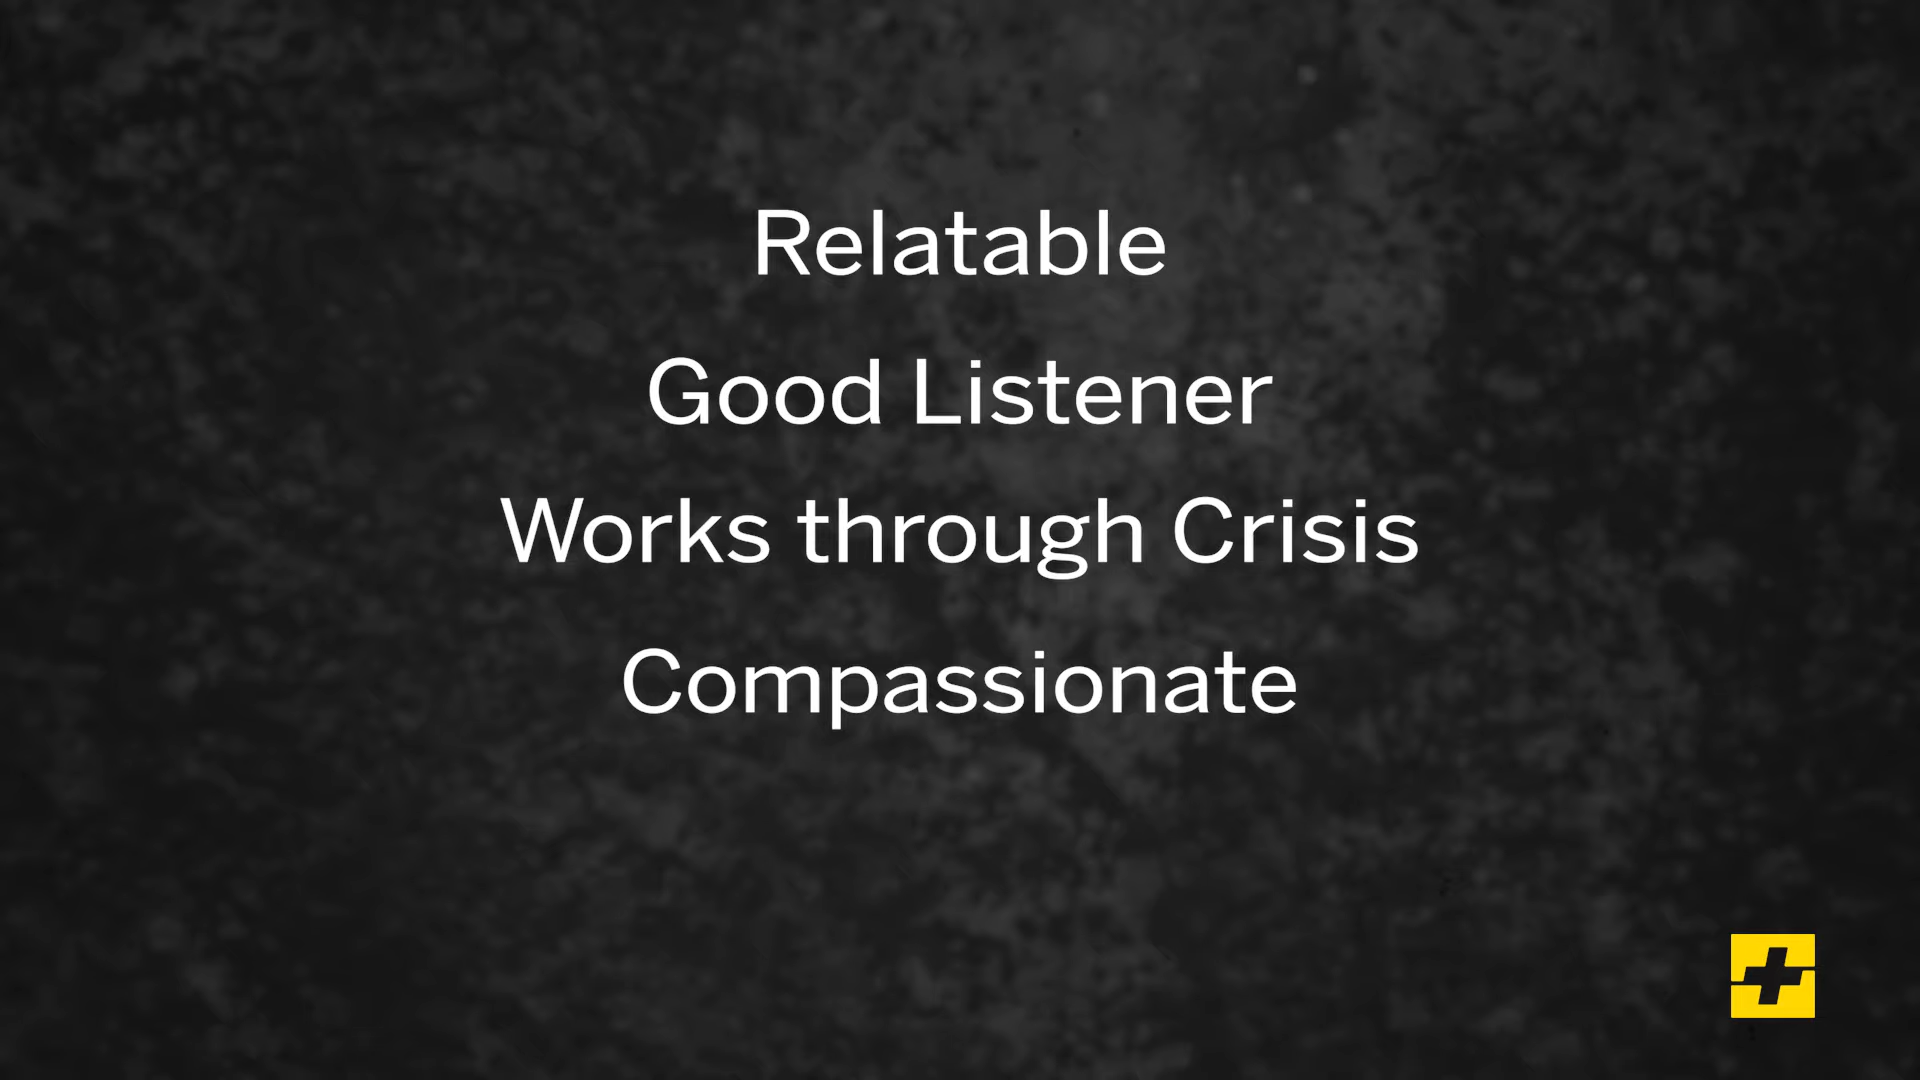 Relatable
Good Listener
Works through Crisis
Compassionate